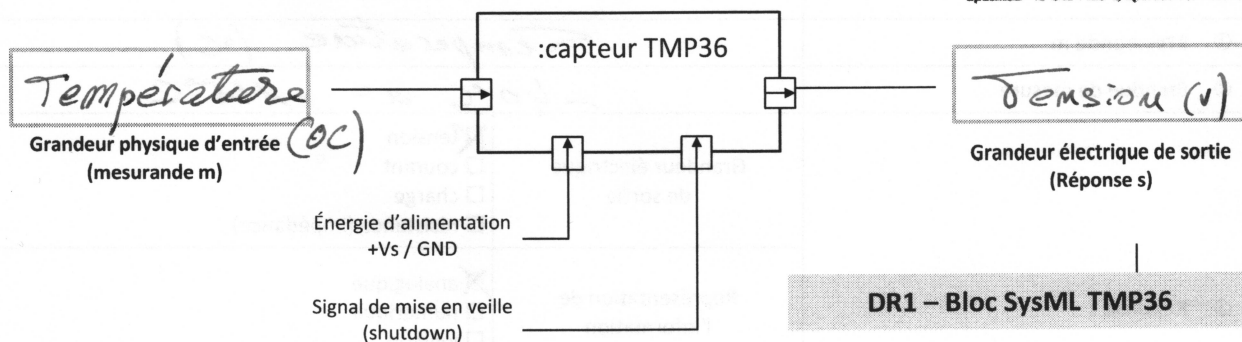 :capteur TMP36
Température
(°C)
Grandeur physique d'entrée
(mesurande m)
Tension (V)
Grandeur électrique de sortie
(Réponse s)
Énergie d'alimentation
+Vs / GND
Signal de mise en veille
(shutdown)
DR1 – Bloc SysML TMP36